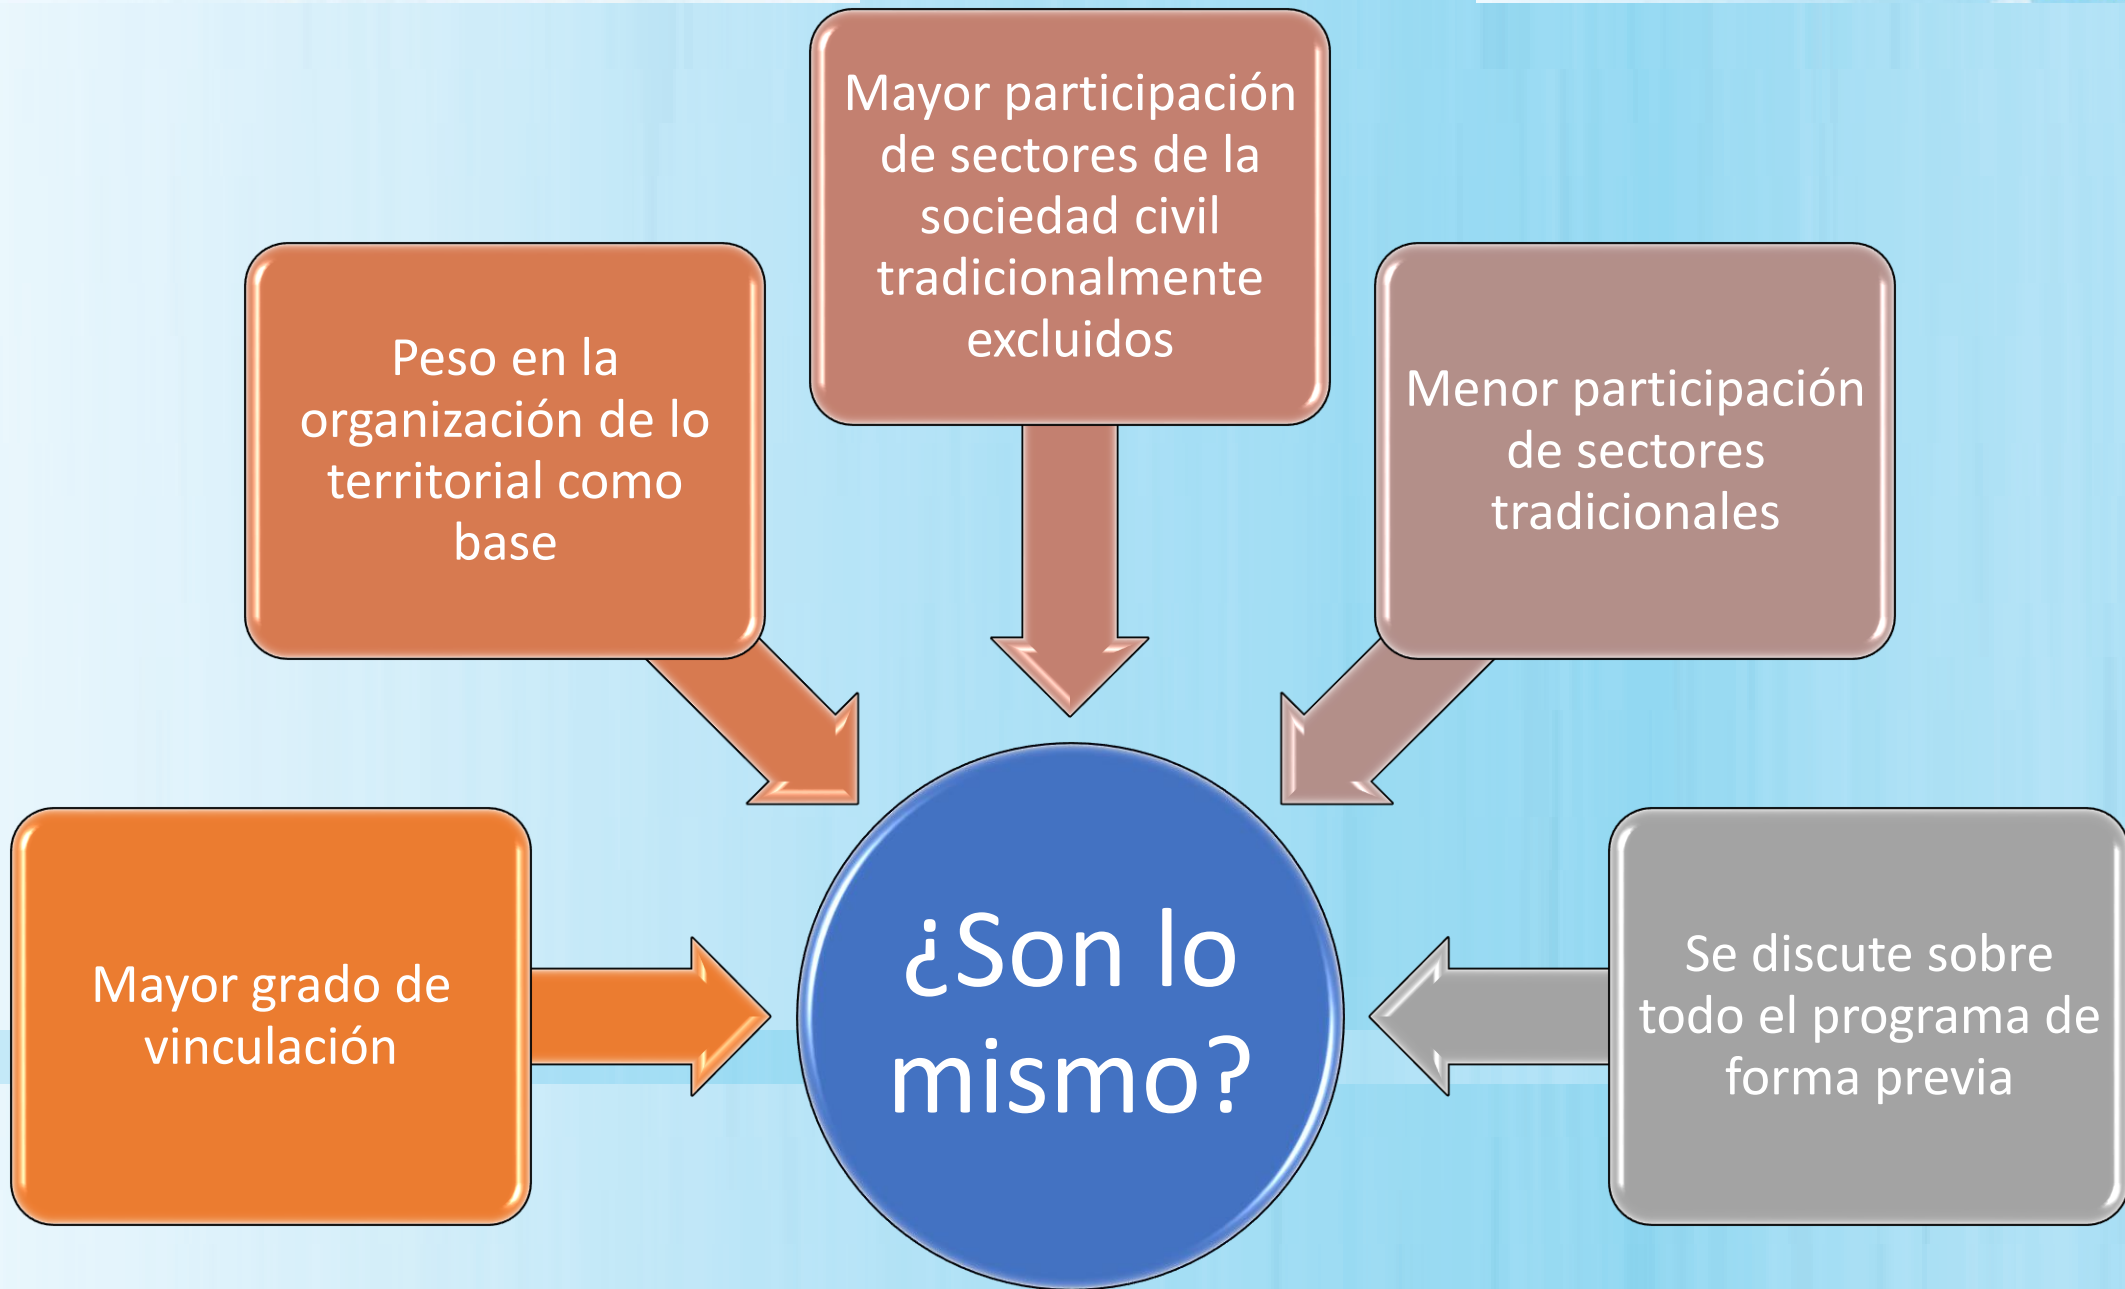 Mayor participación
de sectores de la
sociedad civil
tradicionalmente
excluidos
Peso en la
organización de lo
territorial como
base
Menor participación
de sectores
tradicionales
Mayor grado de
vinculación
¿Son lo
mismo?
Se discute sobre
todo el programa de
forma previa